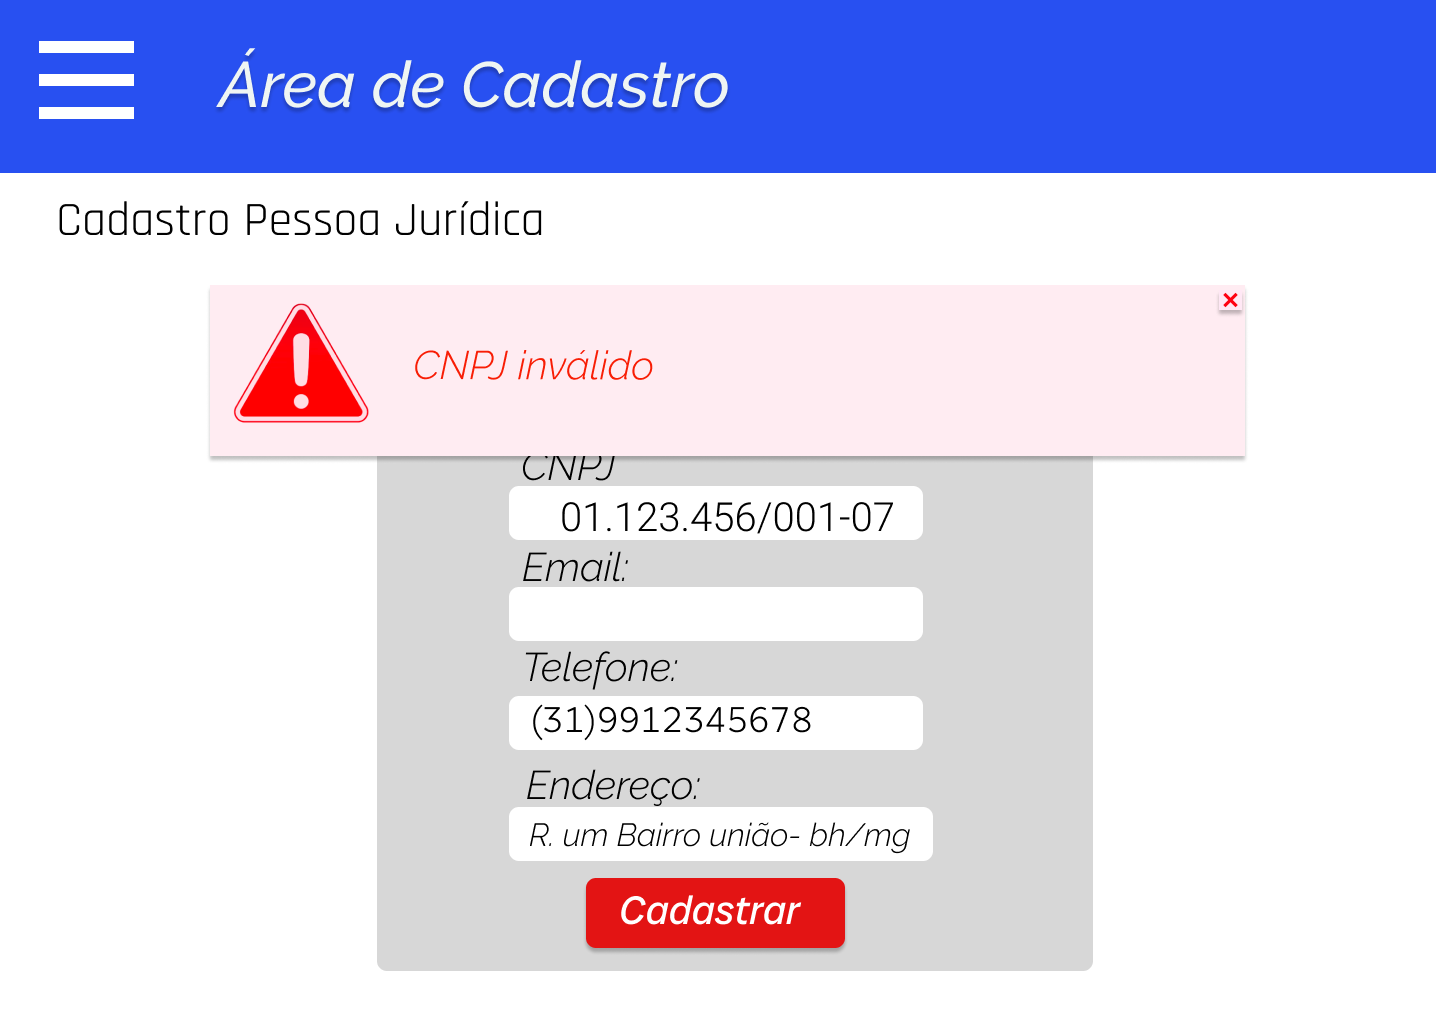 Área de Cadastro
Cadastro Pessoa Jurídica
CNPJ inválido
CNPJ
01.123.456/001-07
Email:
Telefone:
(31)9912345678
Endereço:
R. um Bairro união- bh/mg
Cadastrar